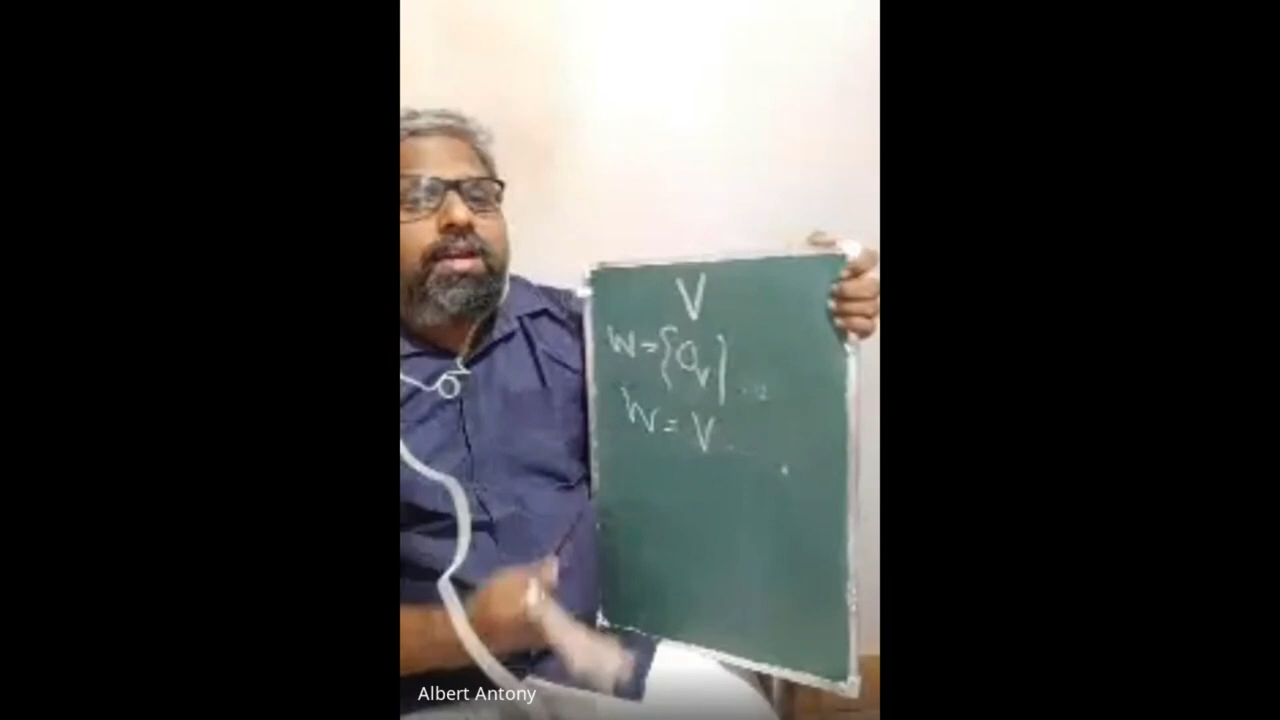 V
W = {0_V}
W = V
Albert Antony